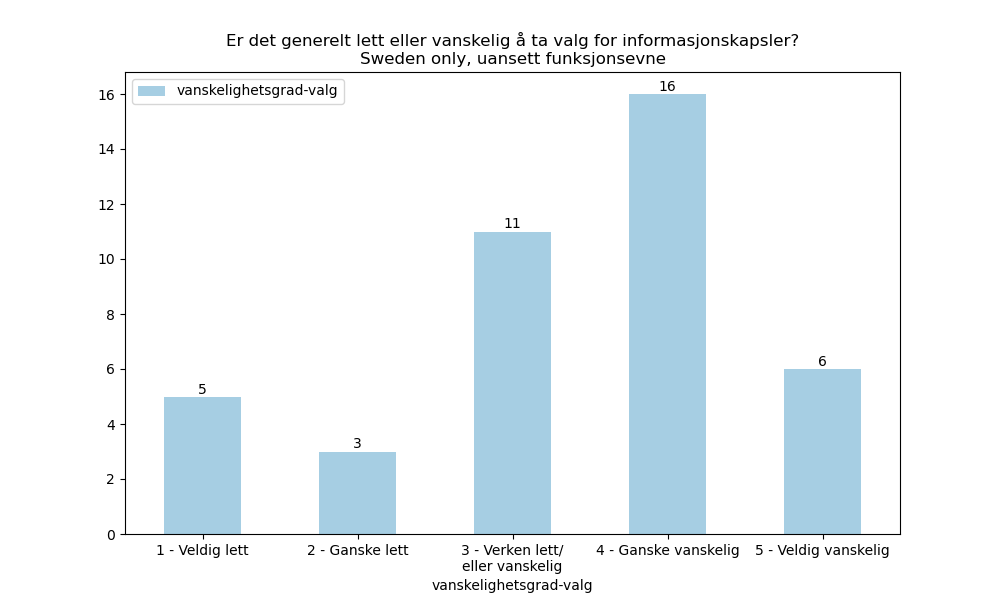 Er det generelt lett eller vanskelig å ta valg for informasjonskapsler?
Sweden only, uansett funksjonsevne
vanskelighetsgrad-valg
16
14
12
10
8
6
4
2
0
5
3
11
16
6
1 - Veldig lett
2 - Ganske lett
3 - Verken lett/
eller vanskelig
4 - Ganske vanskelig
5 - Veldig vanskelig
vanskelighetsgrad-valg